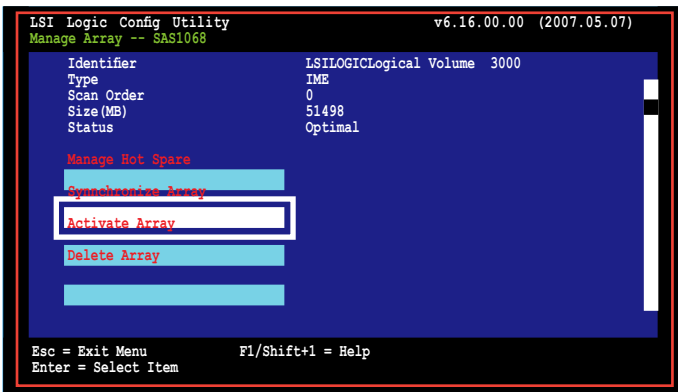 LSI Logic Config Utility v6.16.00.00 (2007.05.07)
Manage Array -- SAS1068
Identifier LSILOGICLogical Volume 3000
Type IME
Scan Order 0
Size(MB) 51498
Status Optimal
Manage Hot Spare
Synchronize Array
Activate Array
Delete Array
Esc = Exit Menu F1/Shift+1 = Help
Enter = Select Item